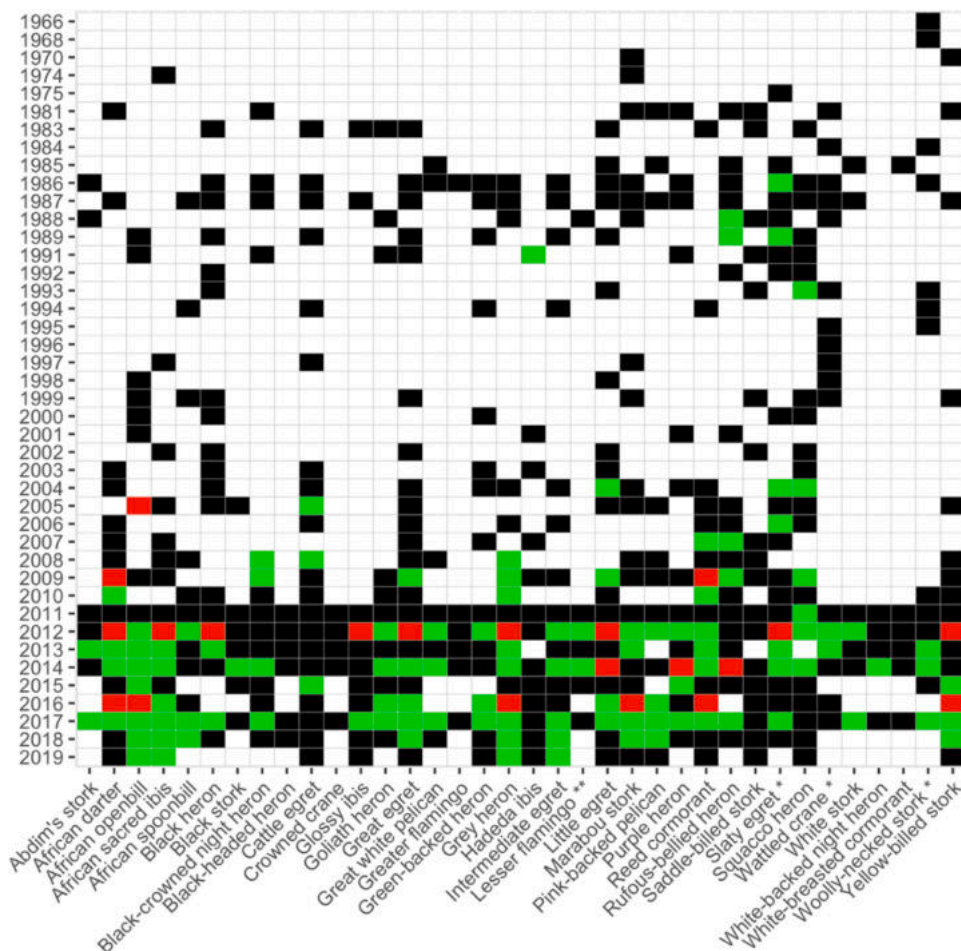 1966
1968
1970
1974
1975
1981
1983
1984
1985
1986
1987
1988
1989
1991
1992
1993
1994
1995
1997
1998
1999
2000
2001
2002
2003
2004
2005
2006
2007
2008
2009
2010
2011
2012
2013
2014
2015
2016
2017
2018
2019
Abdim's stork
African darter
African openbill
African sacred ibis
African spoonbill
Black heron
Black stork
Black-crowned night heron
Black-headed heron
Cattle egret
Crowned crane
Glossy ibis
Goliath heron
Great egret
Great white pelican
Greater flamingo
Green-backed heron
Grey heron
Hadeda ibis
Intermediate egret
Lesser flamingo **
Little egret
Marabou stork
Pink-backed pelican
Purple heron
Reed cormorant
Rufous-bellied heron
Saddle-billed stork
Slaty egret *
Squacco heron
Wattled crane *
White stork
White-backed night heron
White-breasted cormorant
Woolly-necked stork *
Yellow-billed stork